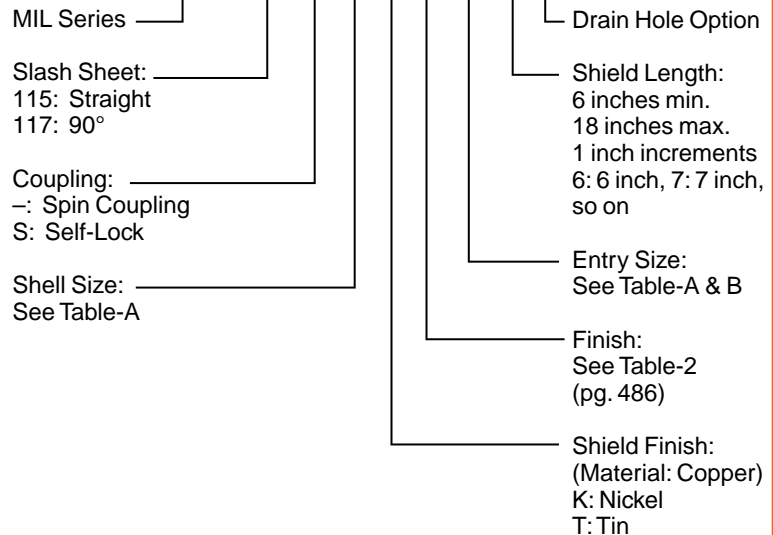 MIL Series
Slash Sheet:
115: Straight
117: 90°
Coupling:
–: Spin Coupling
S: Self-Lock
Shell Size:
See Table-A
Drain Hole Option
Shield Length:
6 inches min.
18 inches max.
1 inch increments
6: 6 inch, 7: 7 inch,
so on
Entry Size:
See Table-A & B
Finish:
See Table-2
(pg. 486)
Shield Finish:
(Material: Copper)
K: Nickel
T: Tin